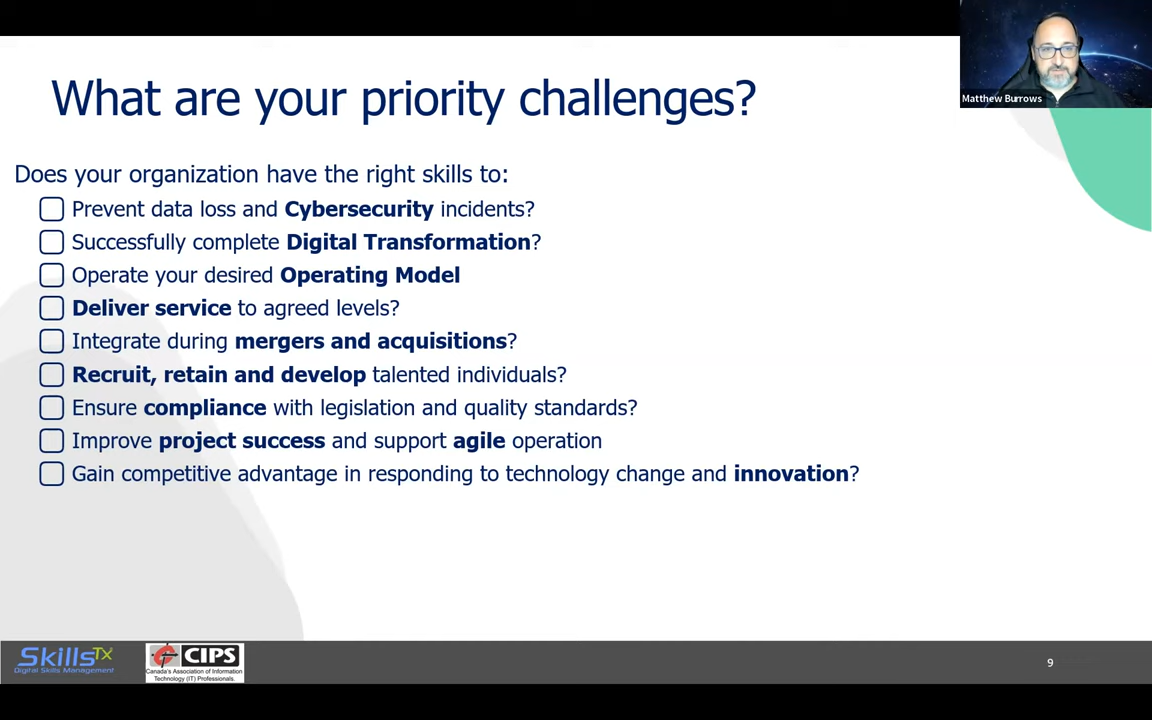 What are your priority challenges?
Matthew Burrows
Does your organization have the right skills to:
Prevent data loss and Cybersecurity incidents?
Successfully complete Digital Transformation?
Operate your desired Operating Model
Deliver service to agreed levels?
Integrate during mergers and acquisitions?
Recruit, retain and develop talented individuals?
Ensure compliance with legislation and quality standards?
Improve project success and support agile operation
Gain competitive advantage in responding to technology change and innovation?
SkillsTX
Digital Skills Management
CIPS
Canada's Association of Information
Technology (IT) Professionals.
9